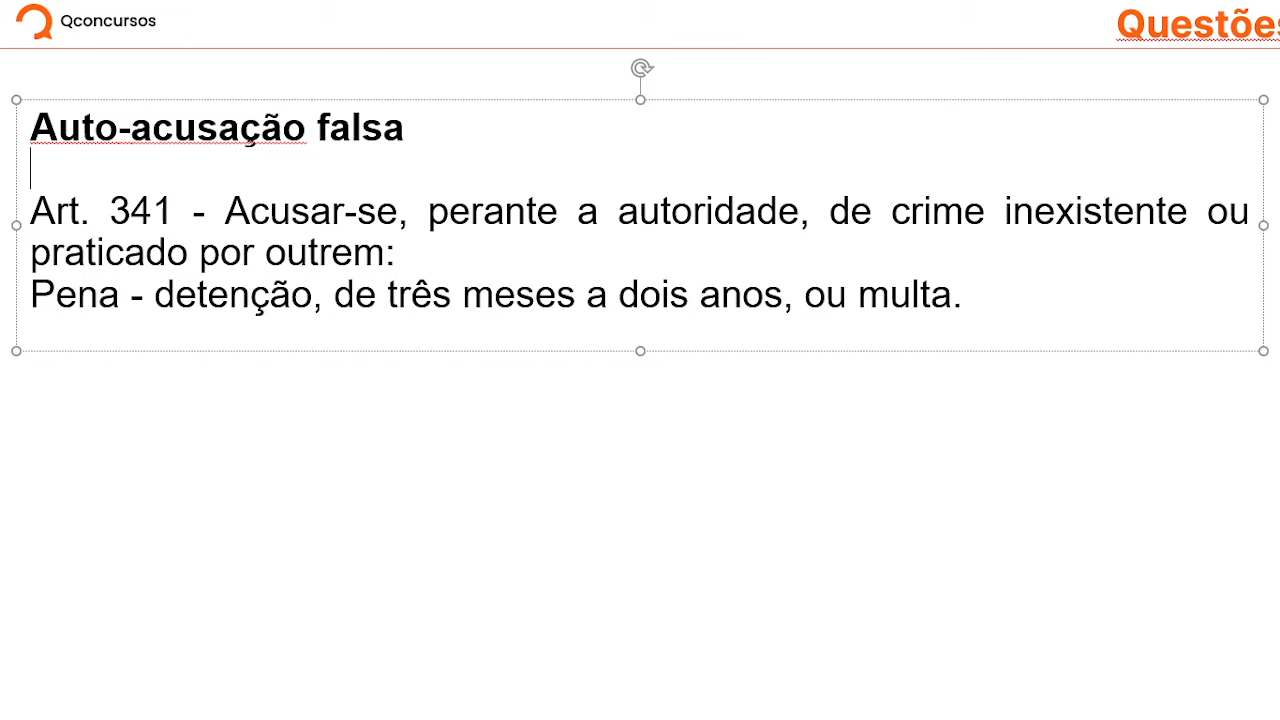 Qconcursos
Questões
Auto-acusação falsa
Art. 341 - Acusar-se, perante a autoridade, de crime inexistente ou
praticado por outrem:
Pena - detenção, de três meses a dois anos, ou multa.